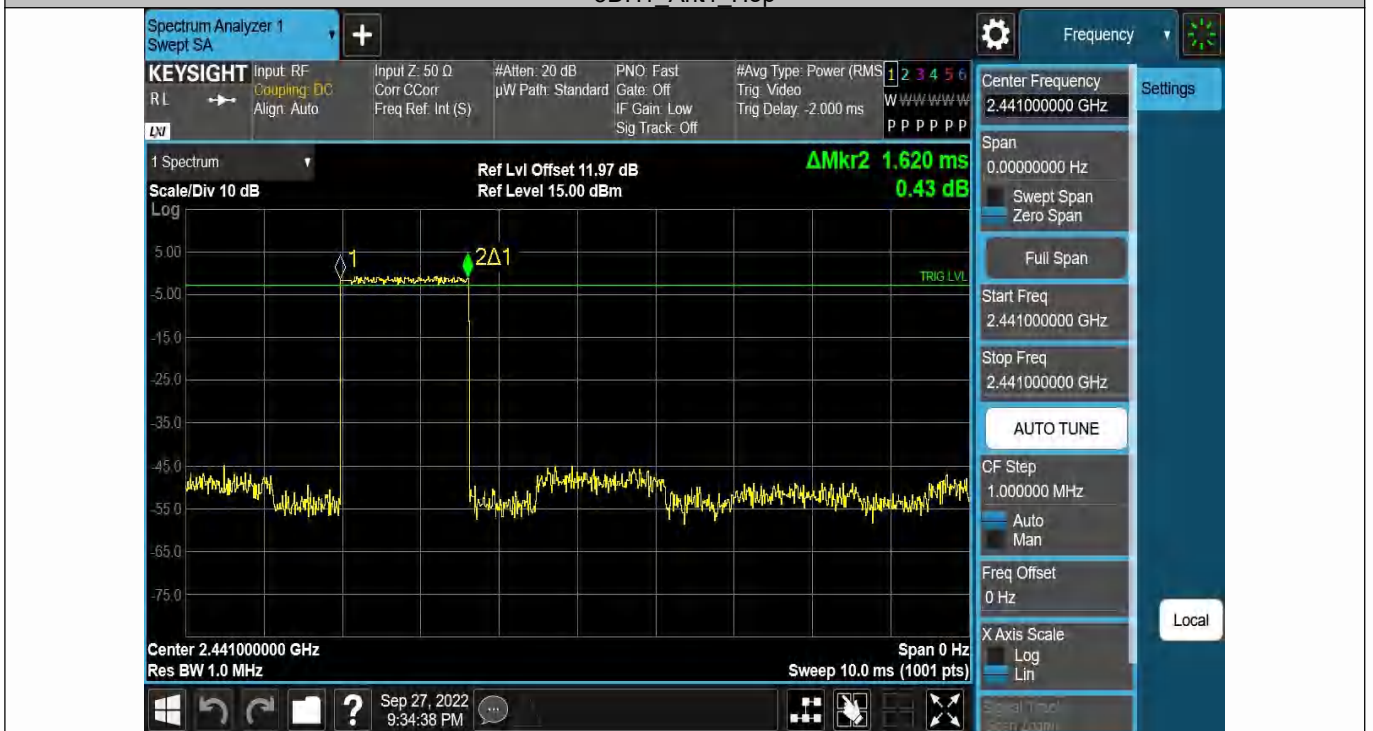 3DH1_Ant1_Hop
Spectrum Analyzer 1
Swept SA
Frequency
KEYSIGHT
RL
LXI
Input: RF
Coupling: DC
Align: Auto
Input Z: 50 Ω
Corr CCorr
Freq Ref: Int (S)
#Atten: 20 dB
µW Path: Standard
PNO: Fast
Gate: Off
IF Gain: Low
Sig Track: Off
#Avg Type: Power (RMS
Trig: Video
Trig Delay: -2.000 ms
1 2 3 4 5 6
W W W W W W
P P P P P P
Center Frequency
2.441000000 GHz
Settings
1 Spectrum
Scale/Div 10 dB
Log
Ref Lvl Offset 11.97 dB
Ref Level 15.00 dBm
ΔMkr2 1.620 ms
0.43 dB
Span
0.00000000 Hz
Swept Span
Zero Span
Full Span
Start Freq
2.441000000 GHz
Stop Freq
2.441000000 GHz
AUTO TUNE
CF Step
1.000000 MHz
Auto
Man
Freq Offset
0 Hz
X Axis Scale
Log
Lin
Signal Track
Local
5.00
-5.00
-15.0
-25.0
-35.0
-45.0
-55.0
-65.0
-75.0
1
2Δ1
TRIG LVL
Center 2.441000000 GHz
Res BW 1.0 MHz
Span 0 Hz
Sweep 10.0 ms (1001 pts)
?
Sep 27, 2022
9:34:38 PM